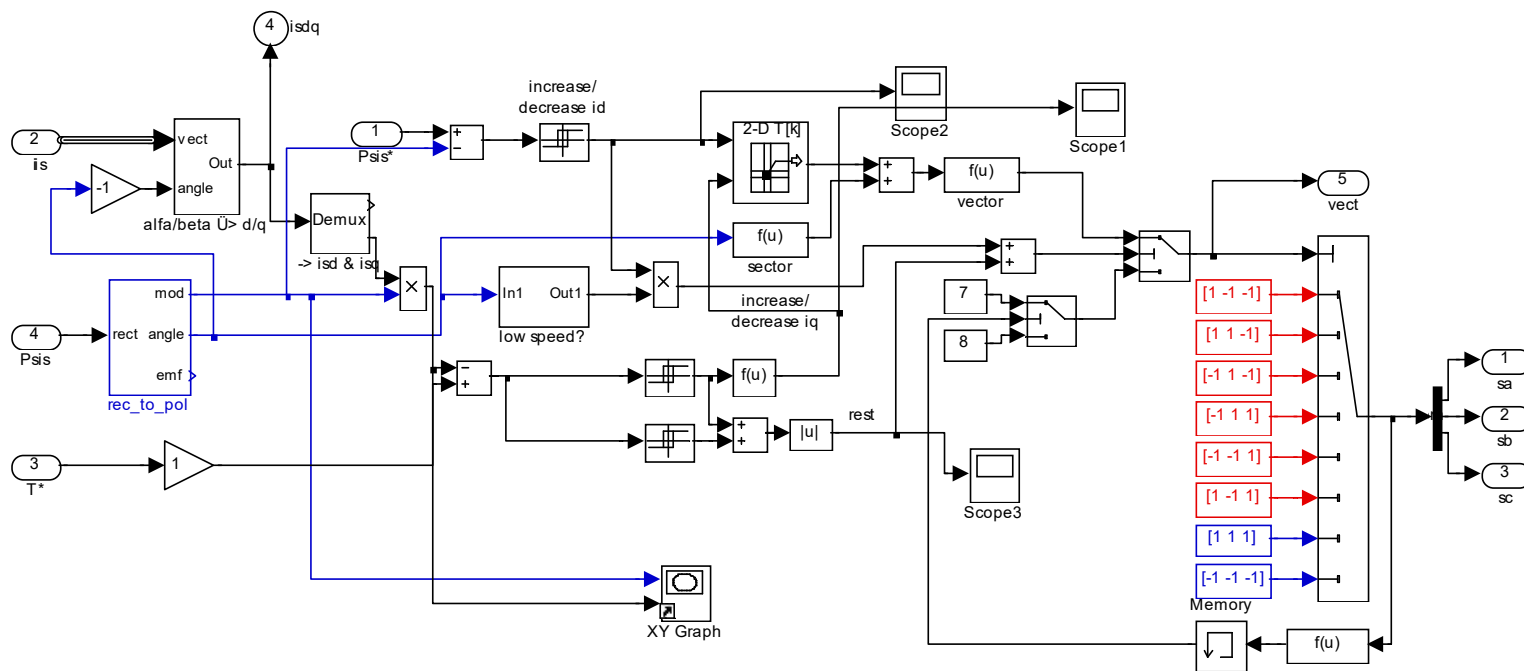 4
isdq
2
is
vect
Out
angle
-1
alfa/beta Ü> d/q
1
Psis*
+
−
increase/
decrease id
Demux
-> isd & isq
×
2-D T[k]
Scope2
Scope1
+
+
f(u)
vector
5
vect
f(u)
sector
mod
rect
angle
emf
rec_to_pol
4
Psis
In1
Out1
low speed?
×
+
+
increase/
decrease iq
7
8
−
+
f(u)
+
+
|u|
rest
Scope3
3
T*
1
XY Graph
[1 -1 -1]
[1 1 -1]
[-1 1 -1]
[-1 1 1]
[-1 -1 1]
[1 -1 1]
[1 1 1]
[-1 -1 -1]
Memory
f(u)
1
sa
2
sb
3
sc